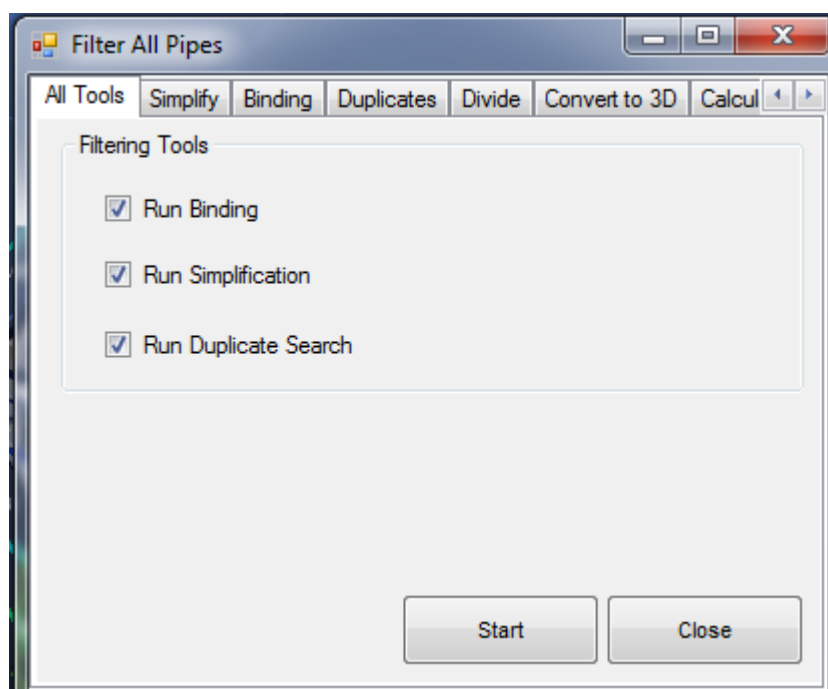 Filter All Pipes
All Tools Simplify Binding Duplicates Divide Convert to 3D Calcul
Filtering Tools
Run Binding
Run Simplification
Run Duplicate Search
Start Close